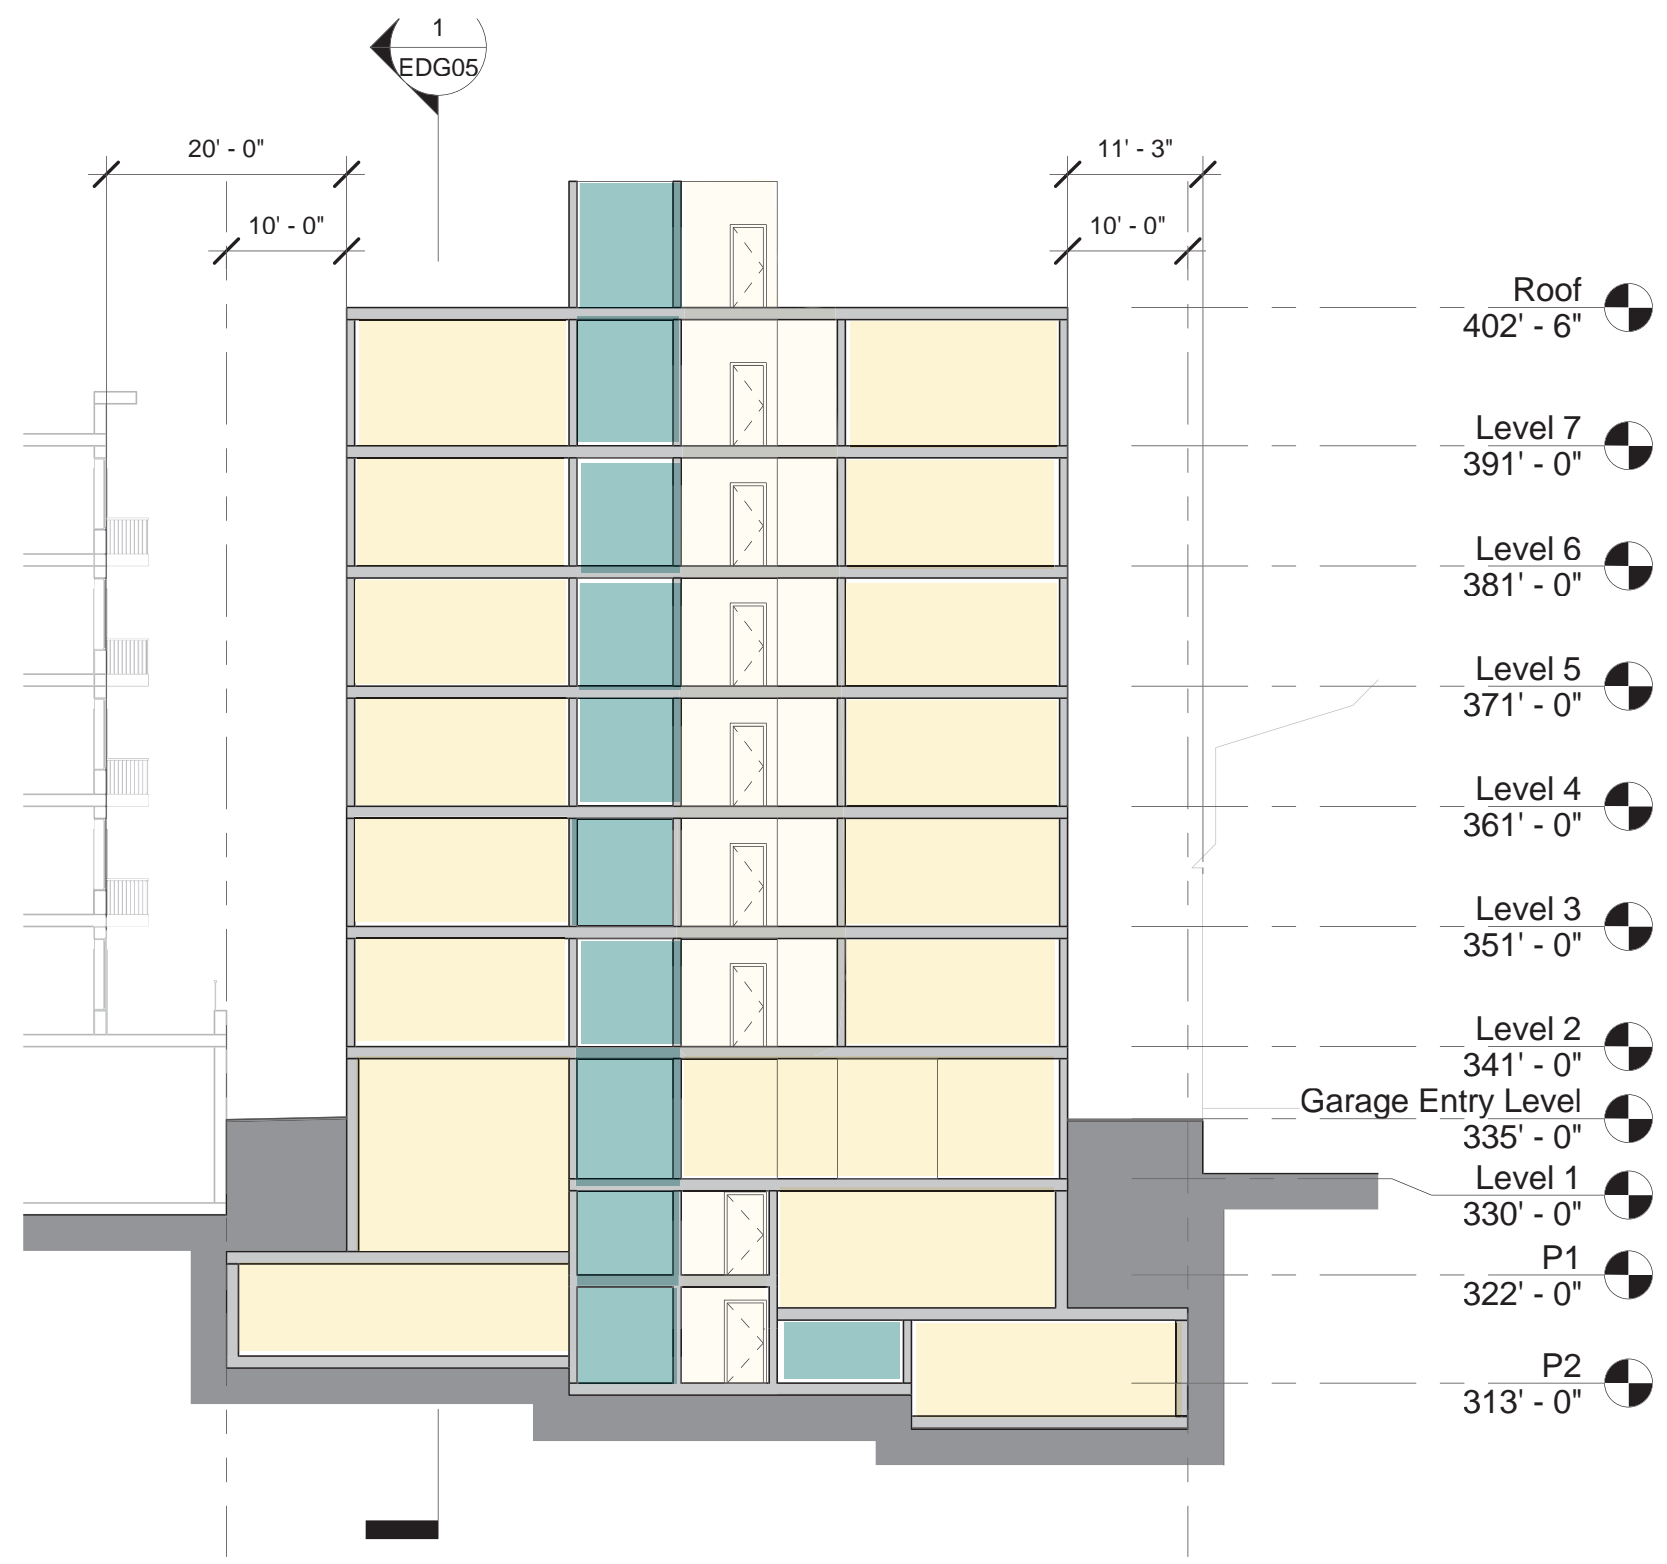 1
EDG05
20' - 0"
11' - 3"
10' - 0"
10' - 0"
Roof
402' - 6"
Level 7
391' - 0"
Level 6
381' - 0"
Level 5
371' - 0"
Level 4
361' - 0"
Level 3
351' - 0"
Level 2
341' - 0"
Garage Entry Level
335' - 0"
Level 1
330' - 0"
P1
322' - 0"
P2
313' - 0"